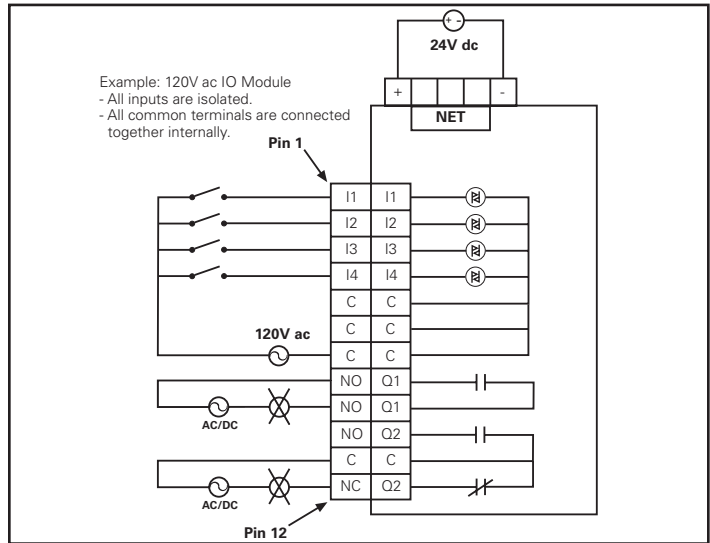 + -
24V dc
Example: 120V ac IO Module
- All inputs are isolated.
- All common terminals are connected
together internally.
+ -
NET
Pin 1
I1 I1
I2 I2
I3 I3
I4 I4
C C
C C
120V ac
C C
NO Q1
NO Q1
AC/DC
NO Q2
C C
NC Q2
AC/DC
Pin 12